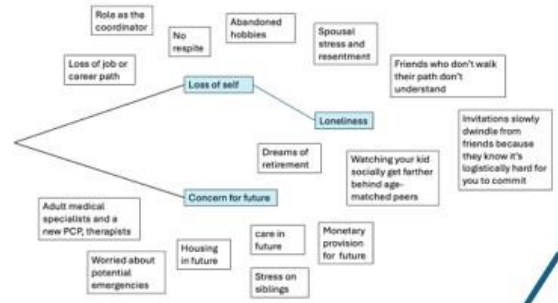 Role as the
coordinator
No
respite
Abandoned
hobbies
Spousal
stress and
resentment
Loss of job or
career path
Friends who don't walk
their path don't
understand
Loss of self
Loneliness
Invitations slowly
dwindle from
friends because
they know it's
logistically hard for
you to commit
Dreams of
retirement
Watching your kid
socially get farther
behind age-
matched peers
Concern for future
Adult medical
specialists and a
new PCP, therapists
Worried about
potential
emergencies
Housing
in future
care in
future
Stress on
siblings
Monetary
provision
for future